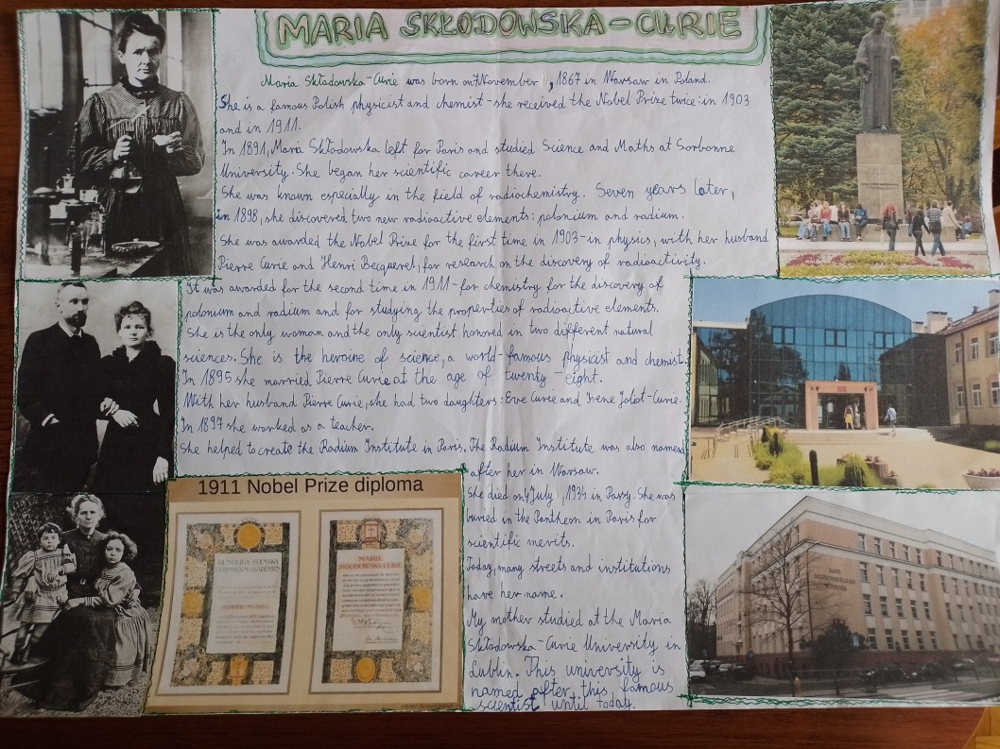 MARIA SKŁODOWSKA-CURIE
Maria Składowska-Curie was born on 7 November, 1867 in Warsaw in Poland.
She is a famous Polish physicist and chemist - she received the Nobel Prize twice: in 1903
and in 1911.
In 1891, Maria Skłodowska left for Paris and studied Science and Maths at Sorbonne
University. She began her scientific career there.
She was known especially in the field of radiochemistry. Seven years later,
in 1898, she discovered two new radioactive elements: polonium and radium.
She was awarded the Nobel Prize for the first time in 1903-in physics, with her husband
Pierre Curie and Henri Becquerel, for research on the discovery of radioactivity.
It was awarded for the second time in 1911-for chemistry for the discovery of
polonium and radium and for studying the properties of radioactive elements.
She is the only woman and the only scientist honored in two different natural
sciences. She is the heroine of science, a world-famous physicist and chemist.
In 1895 she married Pierre Curie at the age of twenty-eight.
With her husband Pierre Curie, she had two daughters: Eve Curie and Irene Joliot-Curie.
In 1897 she worked as a teacher.
She helped to create the Radium Institute in Paris. The Radium Institute was also named
after her in Warsaw.
She died on 4 July, 1934 in Passy. She was
buried in the Pantheon in Paris for
scientific merits.
Today, many streets and institutions
have her name.
My mother studied at the Maria
Skłodowska-Curie University in
Lublin. This university is
named after this famous
scientist until today.
1911 Nobel Prize diploma
KUNGLIGA SVENSKA
VETENSKAPSAKADEMIEN
ALFRED NOBEL
MARIE
SKLODOWSKA CURIE